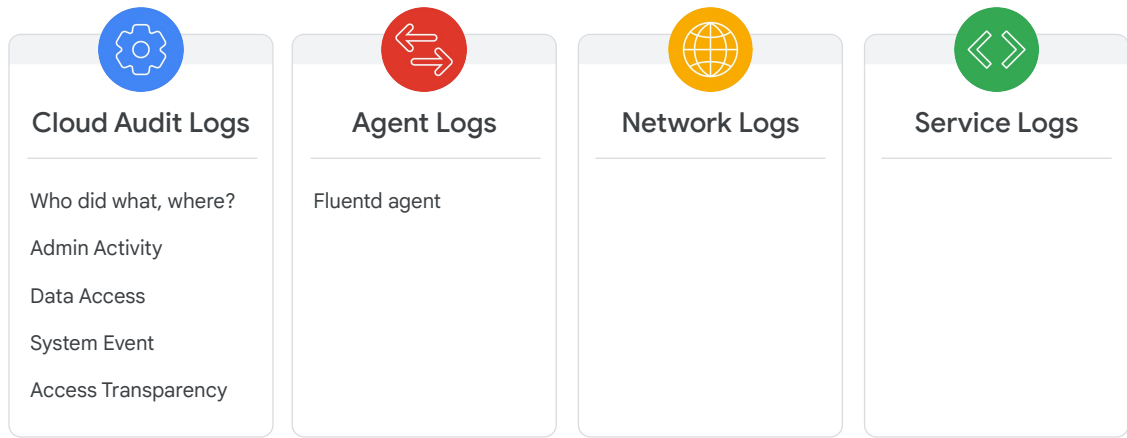 Cloud Audit Logs
Who did what, where?
Admin Activity
Data Access
System Event
Access Transparency
Agent Logs
Fluentd agent
Network Logs
Service Logs